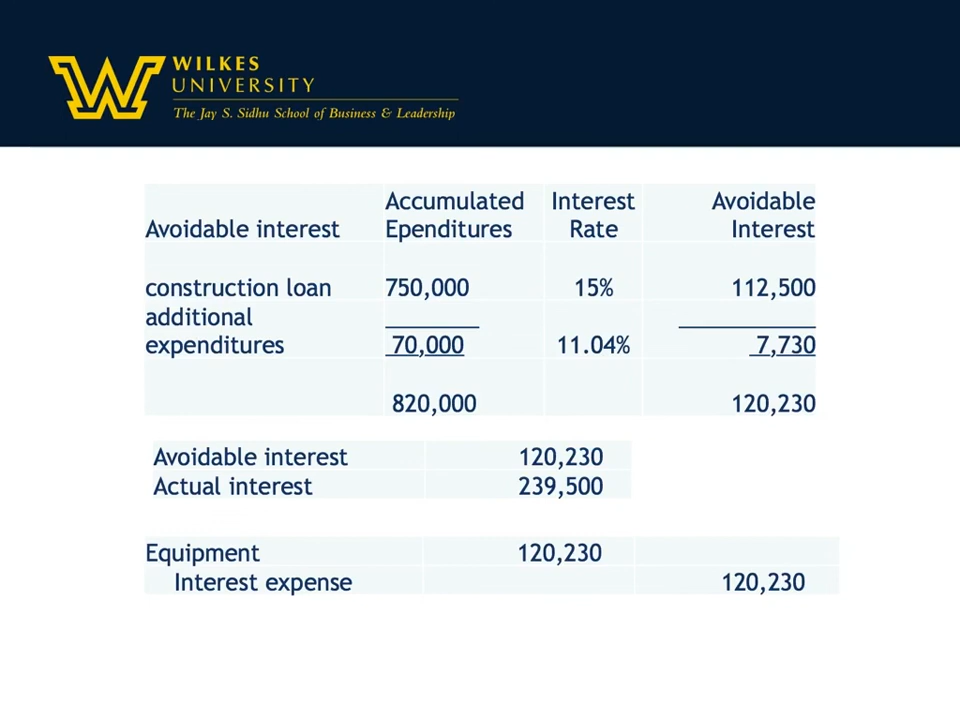 WILKES
UNIVERSITY
The Jay S. Sidhu School of Business & Leadership
Avoidable interest Accumulated Ependitures Interest Rate Avoidable Interest
construction loan 750,000 15% 112,500
additional expenditures 70,000 11.04% 7,730
820,000 120,230
Avoidable interest 120,230
Actual interest 239,500
Equipment 120,230
Interest expense 120,230